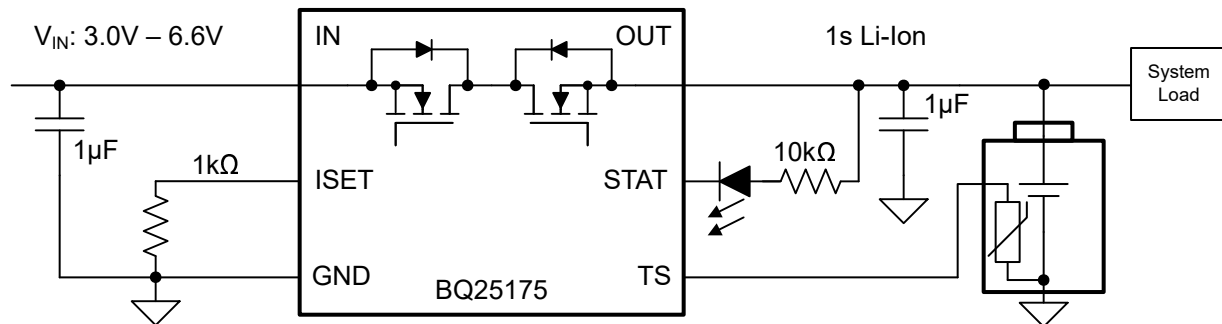 V_IN: 3.0V – 6.6V
IN
OUT
1s Li-Ion
System
Load
1µF
1kΩ
ISET
STAT
10kΩ
1µF
GND
TS
BQ25175